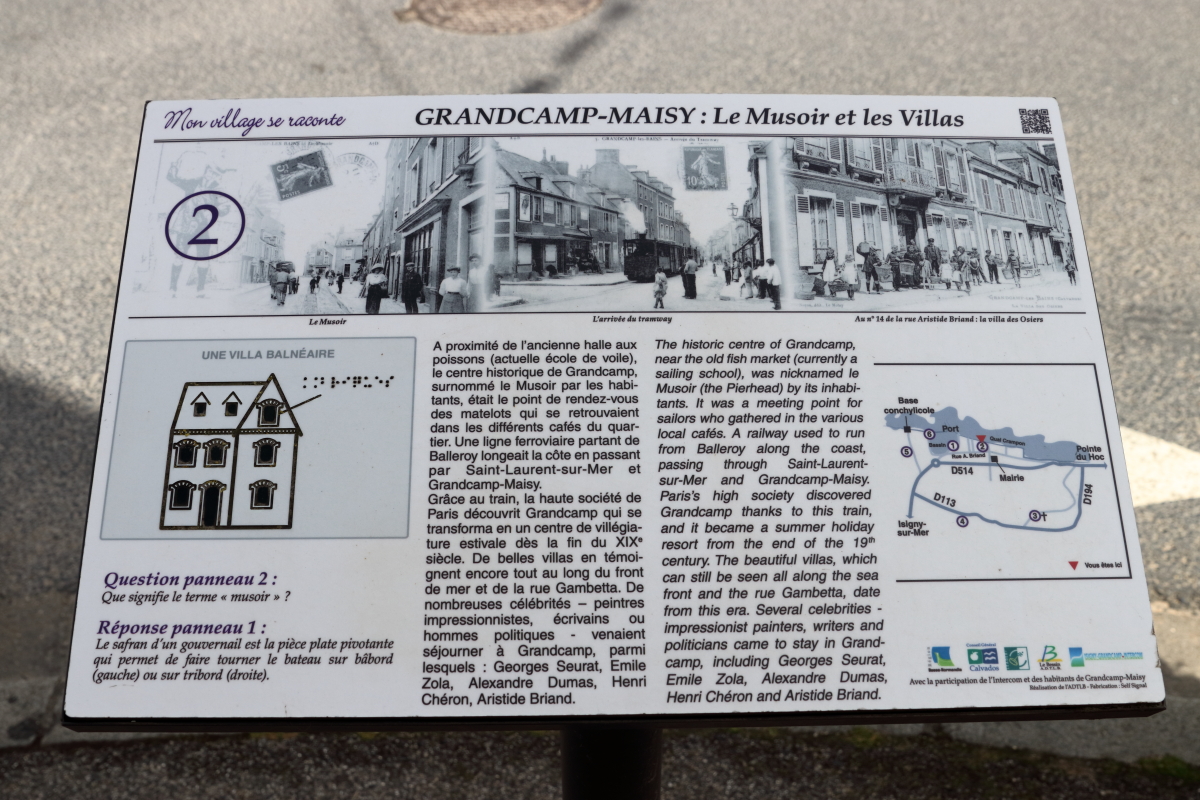 Mon village se raconte
GRANDCAMP-MAISY : Le Musoir et les Villas
2
10
Le Musoir
L'arrivée du tramway
Au n° 14 de la rue Aristide Briand : la villa des Osiers
UNE VILLA BALNÉAIRE
Question panneau 2 :
Que signifie le terme « musoir » ?
Réponse panneau 1 :
Le safran d'un gouvernail est la pièce plate pivotante
qui permet de faire tourner le bateau sur bâbord
(gauche) ou sur tribord (droite).
A proximité de l'ancienne halle aux
poissons (actuelle école de voile),
le centre historique de Grandcamp,
surnommé le Musoir par les habi-
tants, était le point de rendez-vous
des matelots qui se retrouvaient
dans les différents cafés du quar-
tier. Une ligne ferroviaire partant de
Balleroy longeait la côte en passant
par Saint-Laurent-sur-Mer et
Grandcamp-Maisy.
Grâce au train, la haute société de
Paris découvrit Grandcamp qui se
transforma en un centre de villégia-
ture estivale dès la fin du XIXe
siècle. De belles villas en témoi-
gnent encore tout au long du front
de mer et de la rue Gambetta. De
nombreuses célébrités – peintres
impressionnistes, écrivains ou
hommes politiques - venaient
séjourner à Grandcamp, parmi
lesquels : Georges Seurat, Emile
Zola, Alexandre Dumas, Henri
Chéron, Aristide Briand.
The historic centre of Grandcamp,
near the old fish market (currently a
sailing school), was nicknamed le
Musoir (the Pierhead) by its inhabi-
tants. It was a meeting point for
sailors who gathered in the various
local cafés. A railway used to run
from Balleroy along the coast,
passing through Saint-Laurent-
sur-Mer and Grandcamp-Maisy.
Paris's high society discovered
Grandcamp thanks to this train,
and it became a summer holiday
resort from the end of the 19th
century. The beautiful villas, which
can still be seen all along the sea
front and the rue Gambetta, date
from this era. Several celebrities -
impressionist painters, writers and
politicians came to stay in Grand-
camp, including Georges Seurat,
Emile Zola, Alexandre Dumas,
Henri Chéron and Aristide Briand.
Base
conchylicole
Port
Bassin
Quai Crampon
Rue A. Briand
Pointe
du Hoc
1
2
3
4
5
6
D514
Mairie
D113
D194
Isigny-
sur-Mer
Vous êtes ici
Calvados
Avec la participation de l'Intercom et des habitants de Grandcamp-Maisy
Réalisation de l'ADTLB - Fabrication : Self Signal